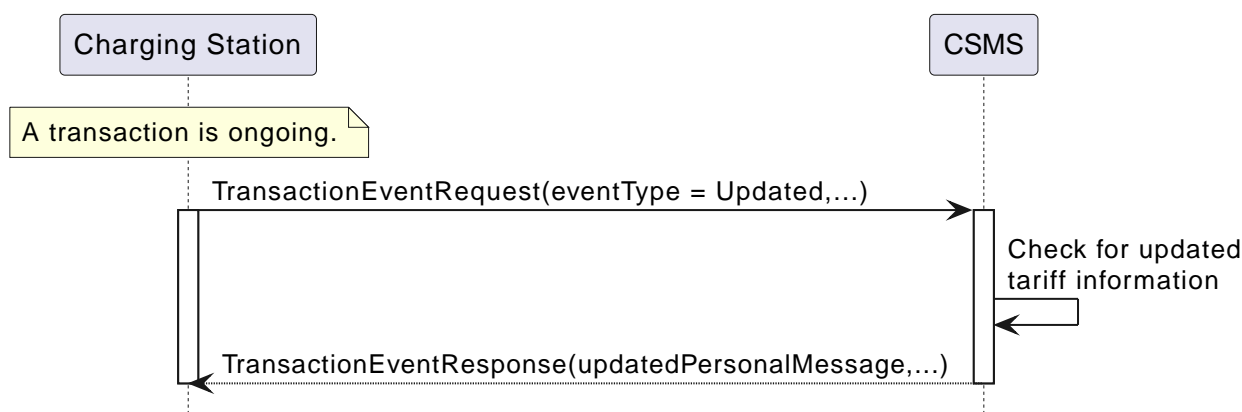 Charging Station
CSMS
A transaction is ongoing.
TransactionEventRequest(eventType = Updated,...)
Check for updated
tariff information
TransactionEventResponse(updatedPersonalMessage,...)